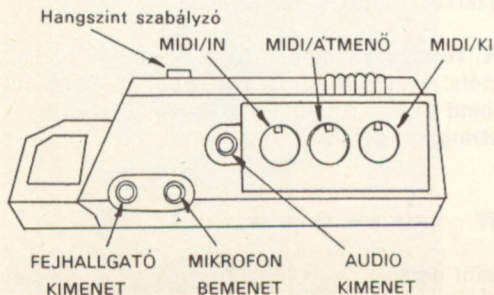 Hangszint szabályzó
MIDI/IN MIDI/ÁTMENŐ MIDI/KI
FEJHALLGATÓ MIKROFON AUDIO
KIMENET BEMENET KIMENET